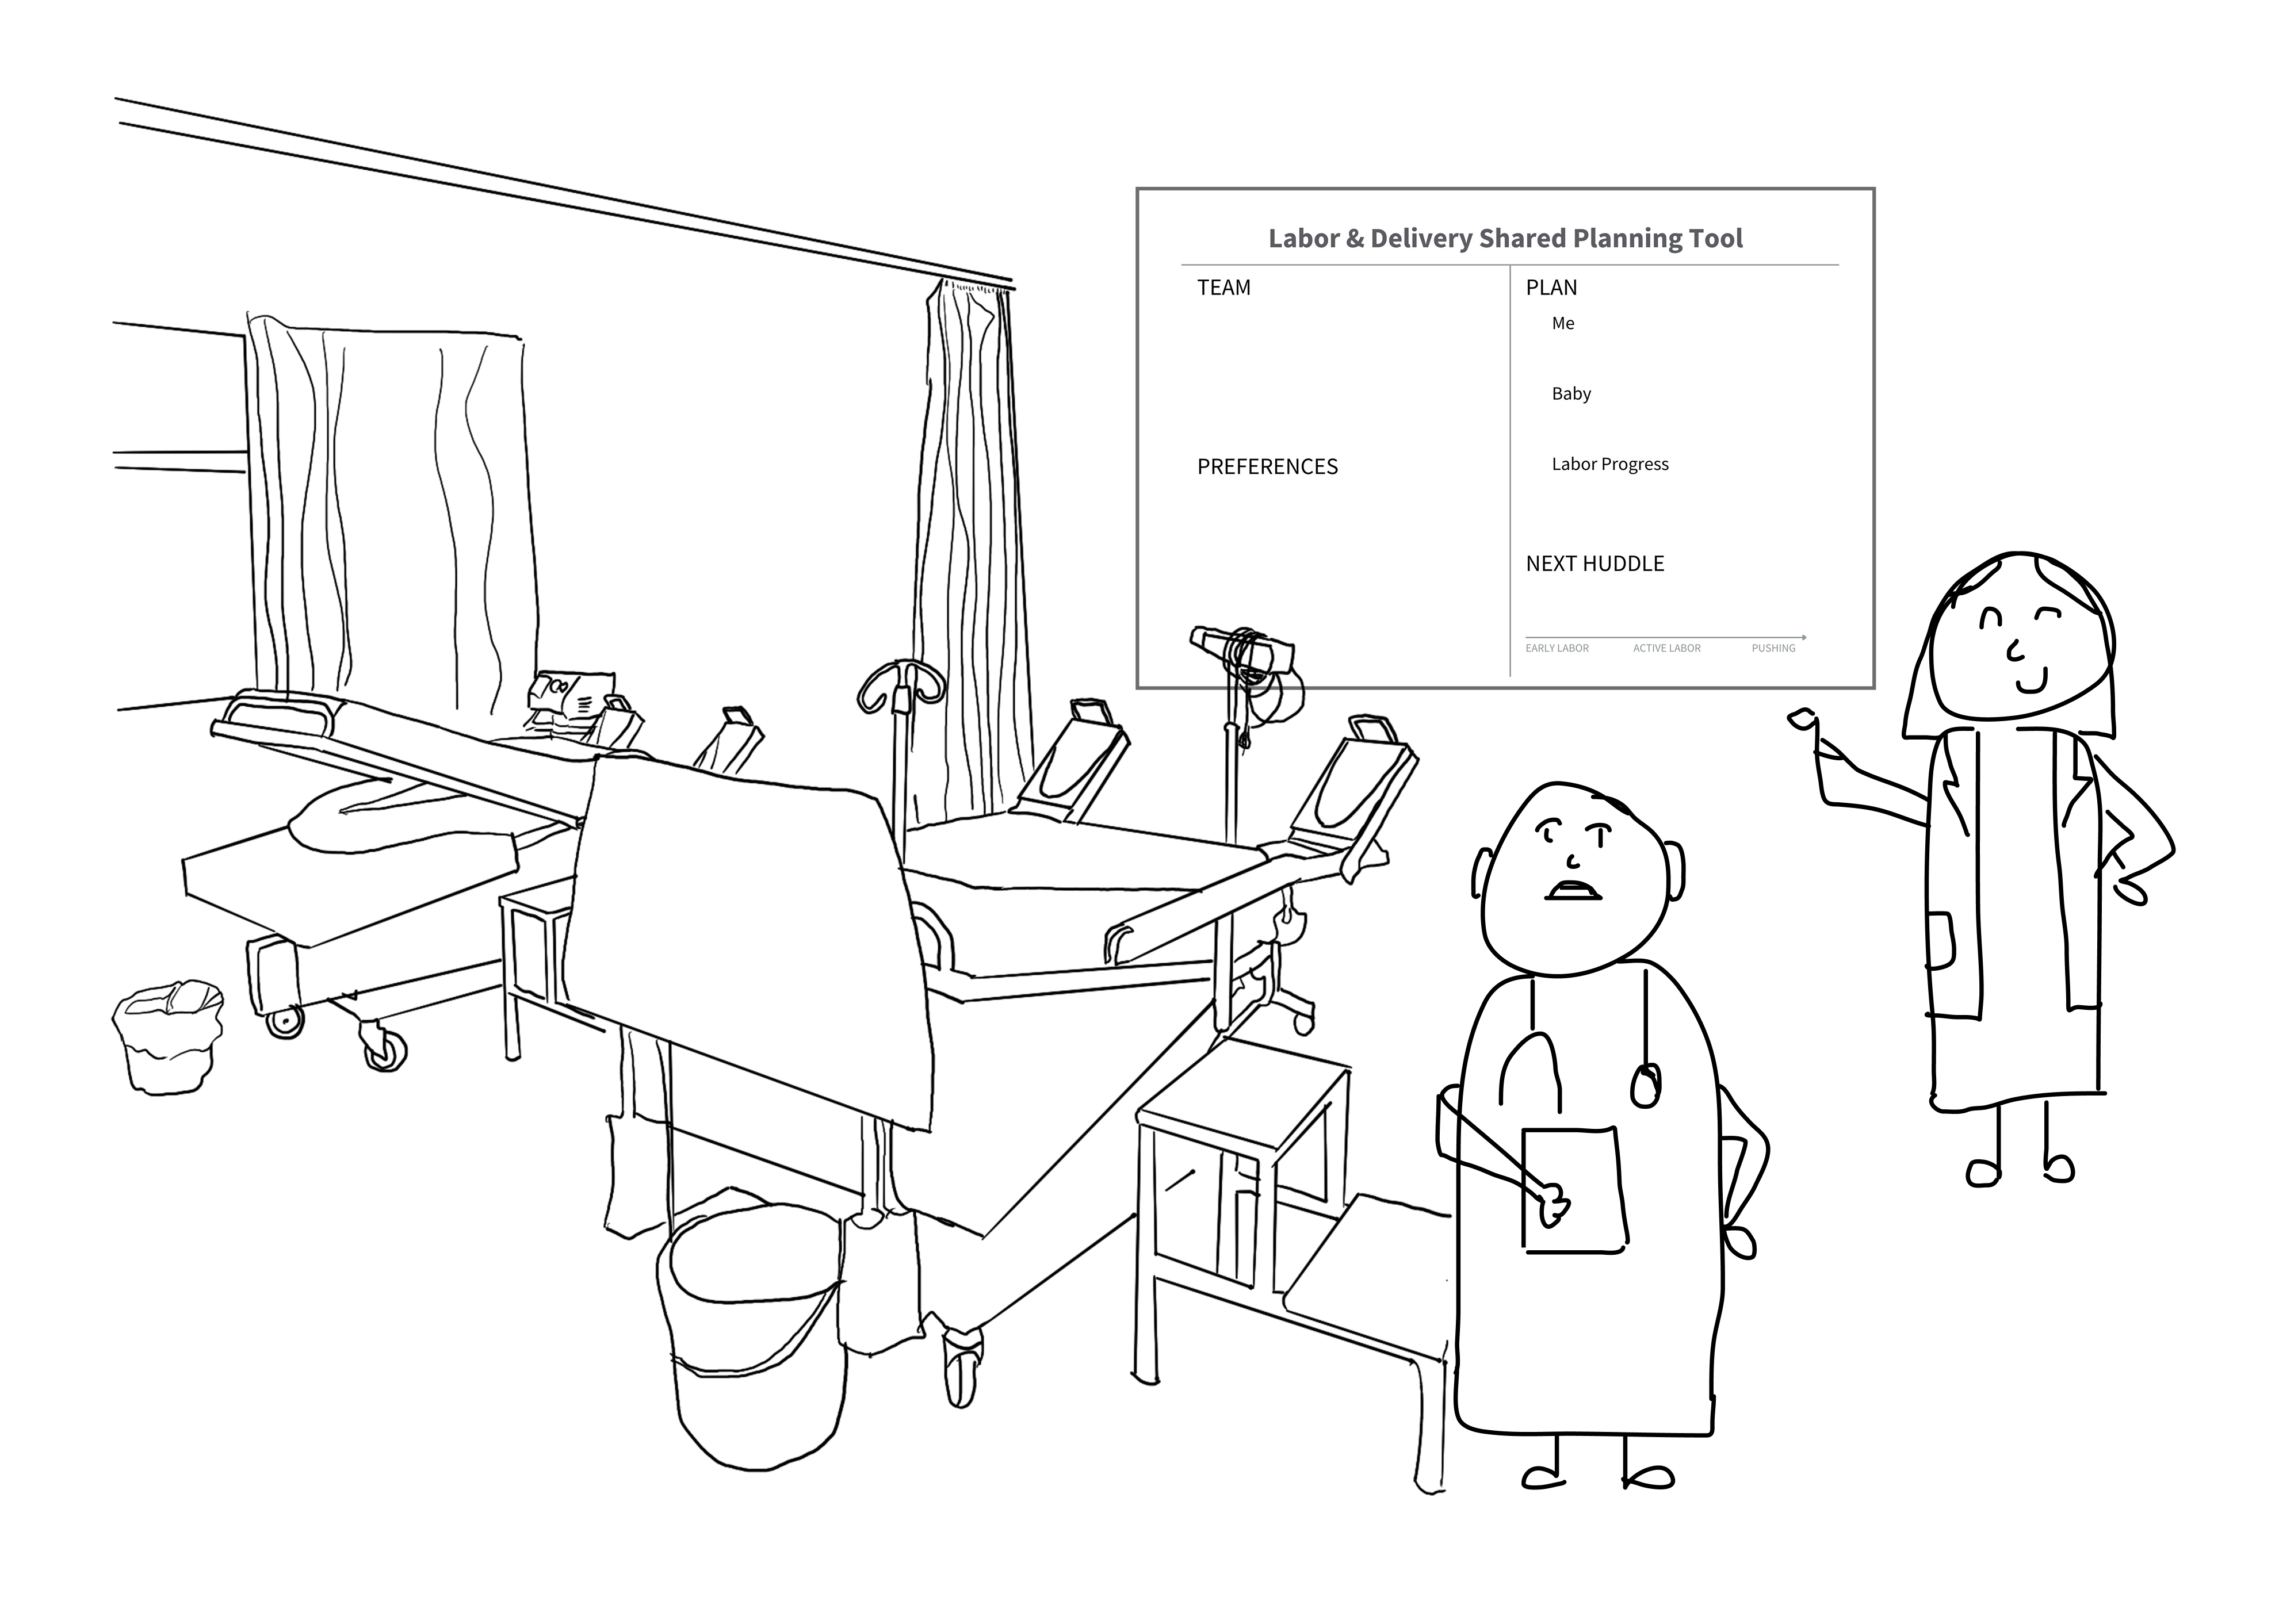 Labor & Delivery Shared Planning Tool
TEAM
PREFERENCES
PLAN
Me
Baby
Labor Progress
NEXT HUDDLE
EARLY LABOR ACTIVE LABOR PUSHING